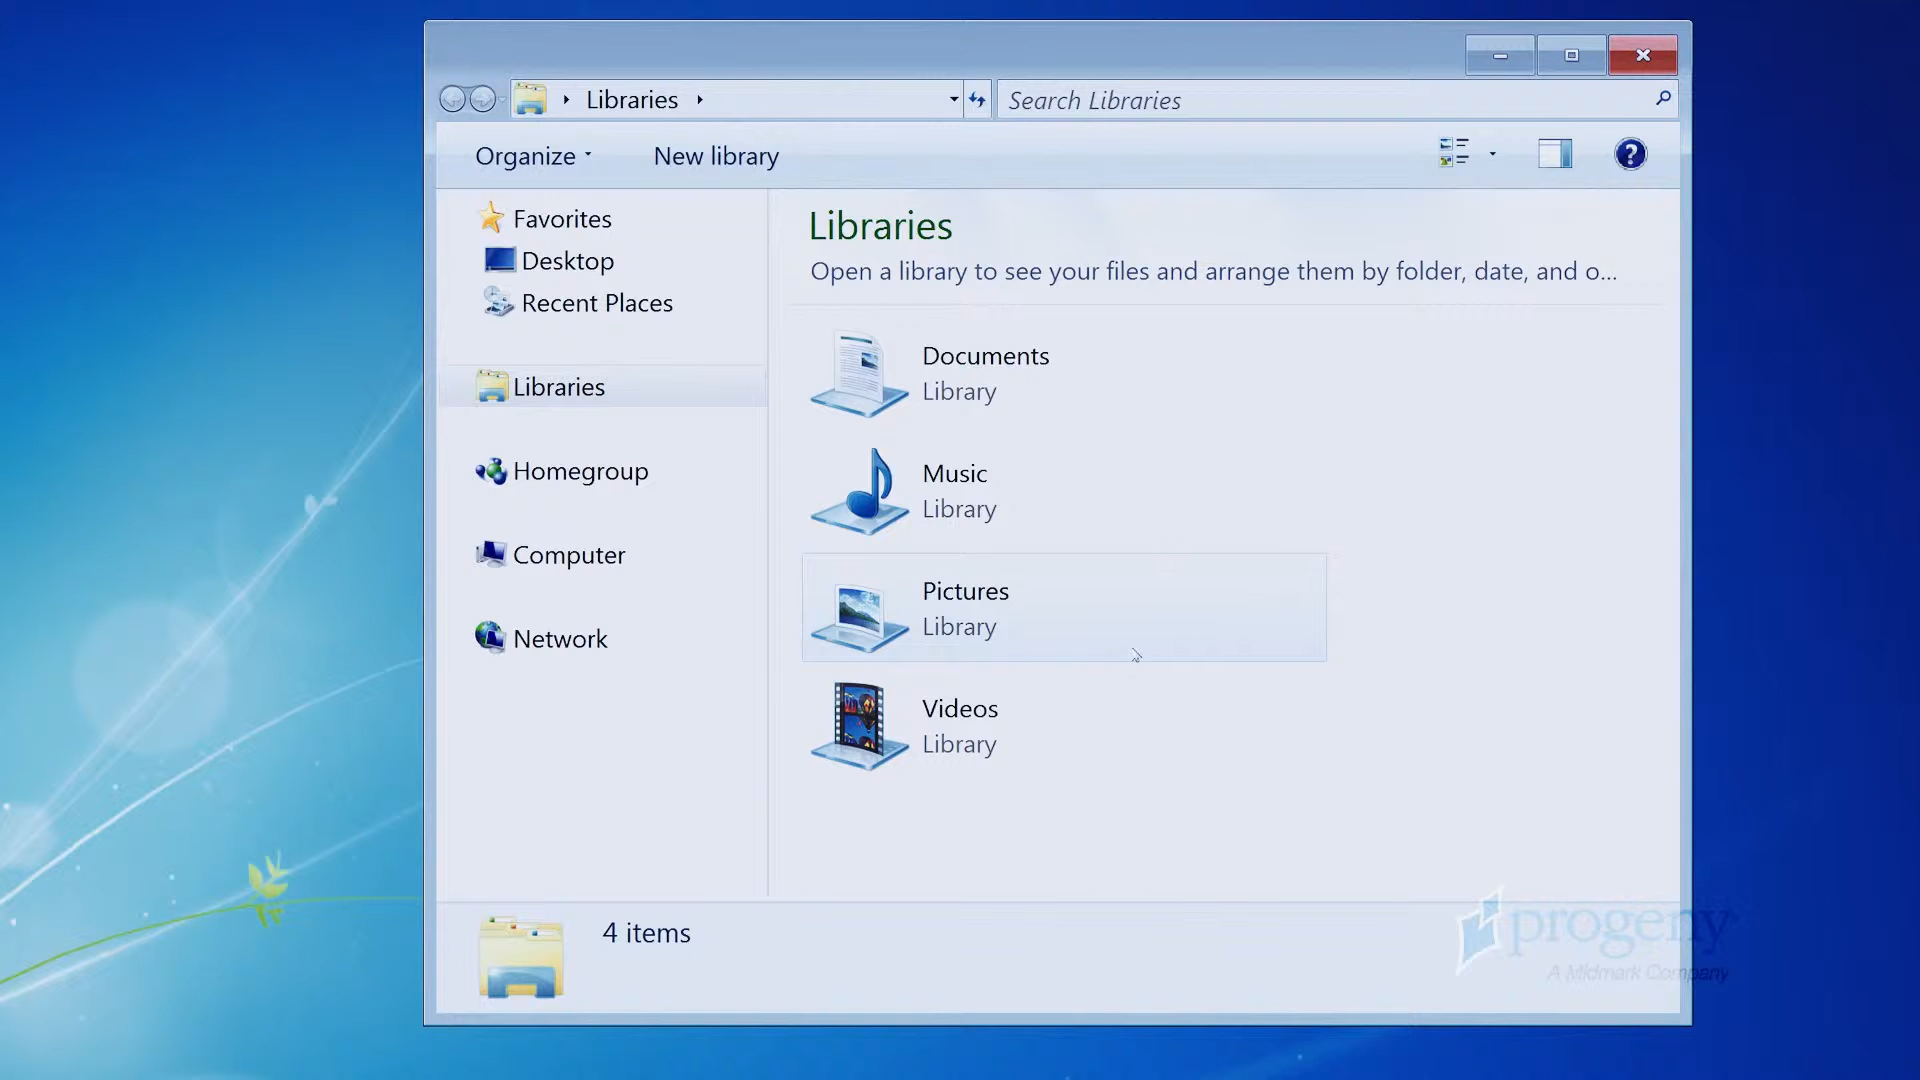 Libraries
Search Libraries
Organize
New library
Favorites
Desktop
Recent Places
Libraries
Homegroup
Computer
Network
Libraries
Open a library to see your files and arrange them by folder, date, and o...
Documents
Library
Music
Library
Pictures
Library
Videos
Library
4 items
progeny
A Midmark Company